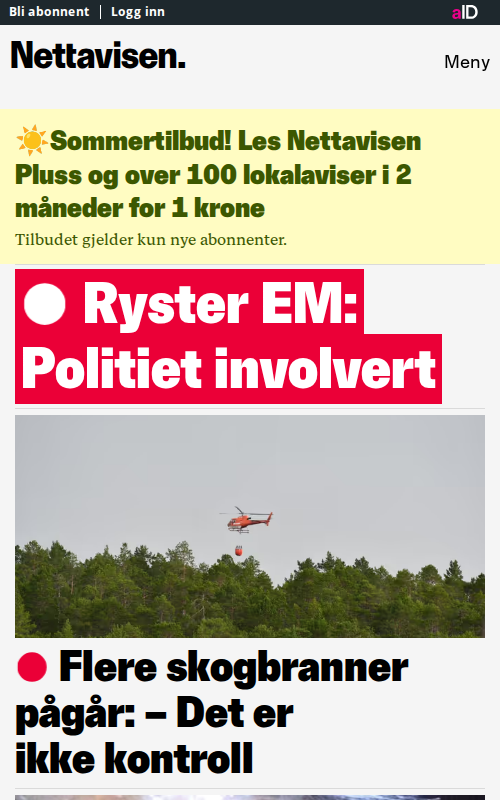 Bli abonnent
Logg inn
aID
Nettavisen.
Meny
☀️Sommertilbud! Les Nettavisen
Pluss og over 100 lokalaviser i 2
måneder for 1 krone
Tilbudet gjelder kun nye abonnenter.
Ryster EM:
Politiet involvert
Flere skogbranner
pågår: – Det er
ikke kontroll